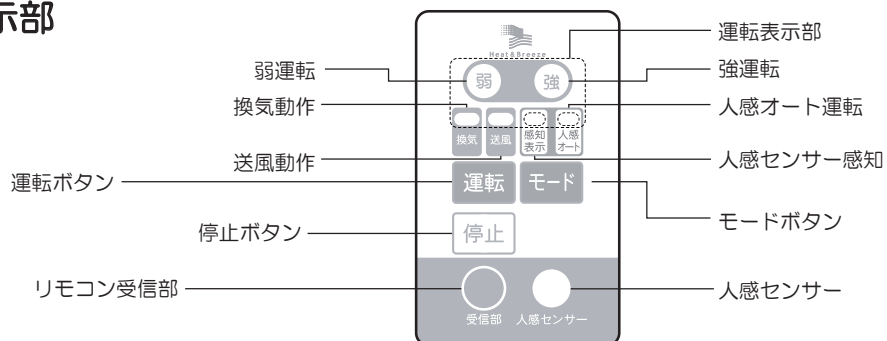 示部
運転表示部
Heat&Breeze
弱運転
弱
強
強運転
換気動作
人感オート運転
換気
送風
感知
表示
人感
オート
送風動作
人感センサー感知
運転ボタン
運転
モード
モードボタン
停止ボタン
停止
リモコン受信部
人感センサー
受信部
人感センサー